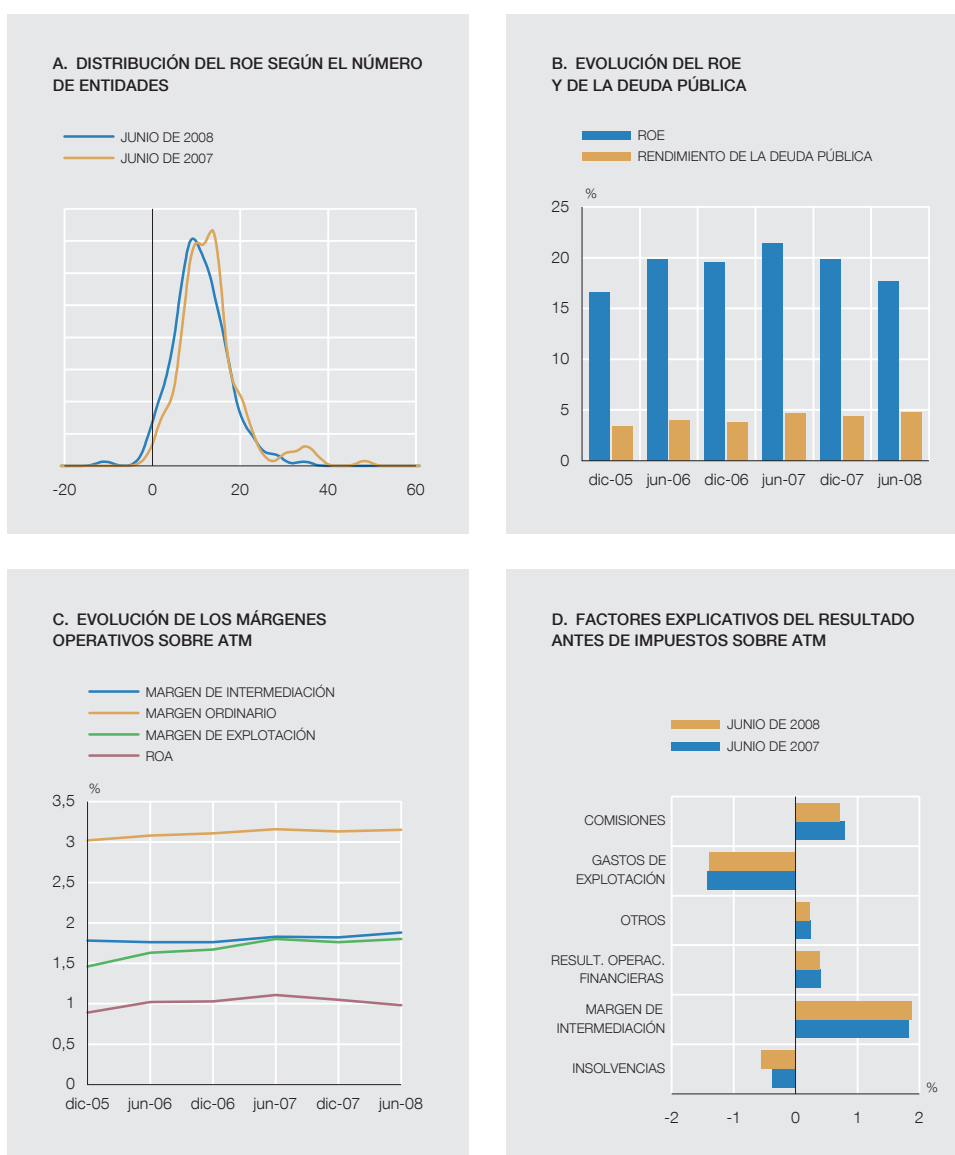 A. DISTRIBUCIÓN DEL ROE SEGÚN EL NÚMERO
DE ENTIDADES
JUNIO DE 2008
JUNIO DE 2007
-20 0 20 40 60
B. EVOLUCIÓN DEL ROE
Y DE LA DEUDA PÚBLICA
ROE
RENDIMIENTO DE LA DEUDA PÚBLICA
%
25
20
15
10
5
0
dic-05 jun-06 dic-06 jun-07 dic-07 jun-08
C. EVOLUCIÓN DE LOS MÁRGENES
OPERATIVOS SOBRE ATM
MARGEN DE INTERMEDIACIÓN
MARGEN ORDINARIO
MARGEN DE EXPLOTACIÓN
ROA
%
3,5
3
2,5
2
1,5
1
0,5
0
dic-05 jun-06 dic-06 jun-07 dic-07 jun-08
D. FACTORES EXPLICATIVOS DEL RESULTADO
ANTES DE IMPUESTOS SOBRE ATM
JUNIO DE 2008
JUNIO DE 2007
COMISIONES
GASTOS DE
EXPLOTACIÓN
OTROS
RESULT. OPERAC.
FINANCIERAS
MARGEN DE
INTERMEDIACIÓN
INSOLVENCIAS
%
-2 -1 0 1 2